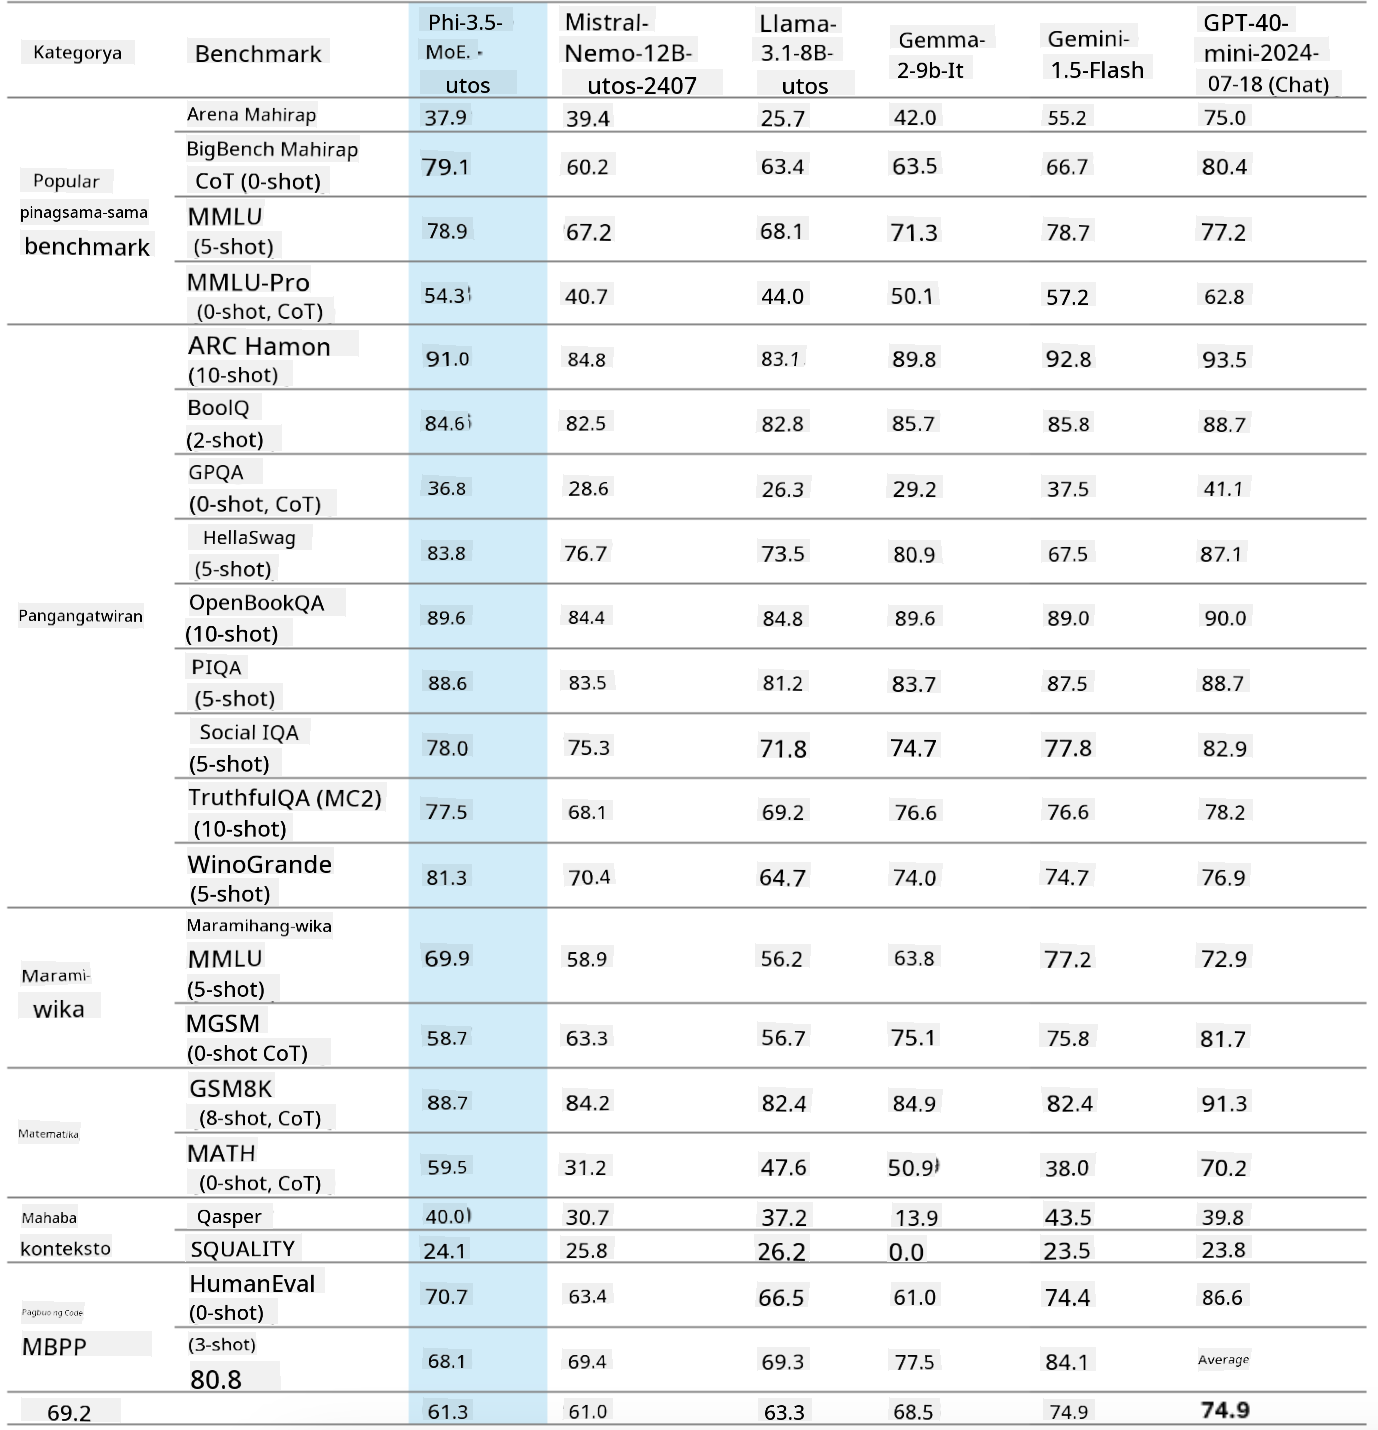 Kategorya Benchmark Phi-3.5- MoE. - utos Mistral- Nemo-12B- utos-2407 Llama- 3.1-8B- utos Gemma- 2-9b-It Gemini- 1.5-Flash GPT-40- mini-2024- 07-18 (Chat)
Popular
pinagsama-sama
benchmark
Arena Mahirap 37.9 39.4 25.7 42.0 55.2 75.0
BigBench Mahirap
CoT (0-shot) 79.1 60.2 63.4 63.5 66.7 80.4
MMLU
(5-shot) 78.9 67.2 68.1 71.3 78.7 77.2
MMLU-Pro
(0-shot, CoT) 54.3 40.7 44.0 50.1 57.2 62.8
Pangangatwiran
ARC Hamon
(10-shot) 91.0 84.8 83.1 89.8 92.8 93.5
BoolQ
(2-shot) 84.6 82.5 82.8 85.7 85.8 88.7
GPQA
(0-shot, CoT) 36.8 28.6 26.3 29.2 37.5 41.1
HellaSwag
(5-shot) 83.8 76.7 73.5 80.9 67.5 87.1
OpenBookQA
(10-shot) 89.6 84.4 84.8 89.6 89.0 90.0
PIQA
(5-shot) 88.6 83.5 81.2 83.7 87.5 88.7
Social IQA
(5-shot) 78.0 75.3 71.8 74.7 77.8 82.9
TruthfulQA (MC2)
(10-shot) 77.5 68.1 69.2 76.6 76.6 78.2
WinoGrande
(5-shot) 81.3 70.4 64.7 74.0 74.7 76.9
Marami-
wika
Maramihang-wika
MMLU
(5-shot) 69.9 58.9 56.2 63.8 77.2 72.9
MGSM
(0-shot CoT) 58.7 63.3 56.7 75.1 75.8 81.7
Matematika
GSM8K
(8-shot, CoT) 88.7 84.2 82.4 84.9 82.4 91.3
MATH
(0-shot, CoT) 59.5 31.2 47.6 50.9 38.0 70.2
Mahaba
konteksto
Qasper 40.0 30.7 37.2 13.9 43.5 39.8
SQUALITY 24.1 25.8 26.2 0.0 23.5 23.8
Pagbuo ng Code
MBPP
HumanEval
(0-shot) 70.7 63.4 66.5 61.0 74.4 86.6
(3-shot)
80.8 68.1 69.4 69.3 77.5 84.1 Average
69.2 61.3 61.0 63.3 68.5 74.9 74.9